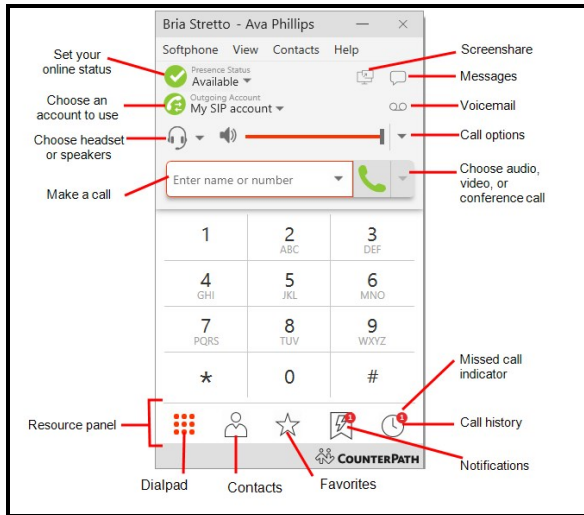 Bria Stretto - Ava Phillips
Softphone View Contacts Help
Set your
online status
Presence Status
Available
Screenshare
Messages
Choose an
account to use
Outgoing Account
My SIP account
Voicemail
Choose headset
or speakers
Call options
Make a call
Enter name or number
Choose audio,
video, or
conference call
1 2 3
ABC DEF
4 5 6
GHI JKL MNO
7 8 9
PQRS TUV WXYZ
* 0 #
Missed call
indicator
Resource panel
1 1
Call history
Notifications
COUNTERPATH
Dialpad
Contacts
Favorites